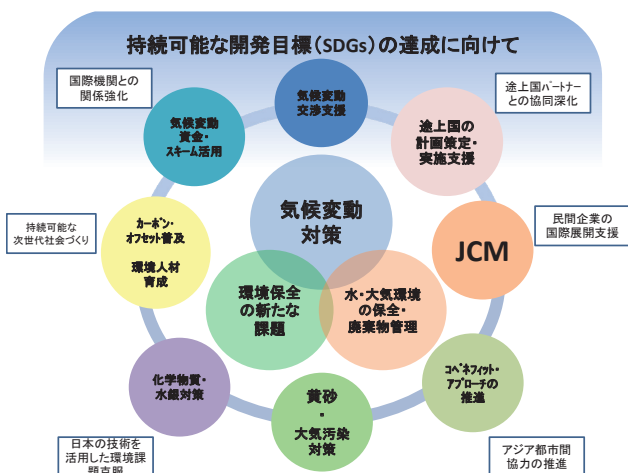 持続可能な開発目標(SDGs)の達成に向けて
国際機関との
関係強化
気候変動
交渉支援
途上国パートナー
との協同深化
気候変動
資金・
スキーム活用
途上国の
計画策定・
実施支援
気候変動
対策
持続可能な
次世代社会づくり
カーボン・
オフセット普及
環境人材
育成
JCM
民間企業の
国際展開支援
環境保全
の新たな
課題
水・大気環境
の保全・
廃棄物管理
化学物質・
水銀対策
黄砂
・
大気汚染
対策
コベネフィット・
アプローチの
推進
日本の技術を
活用した環境課
題克服
アジア都市間
協力の推進